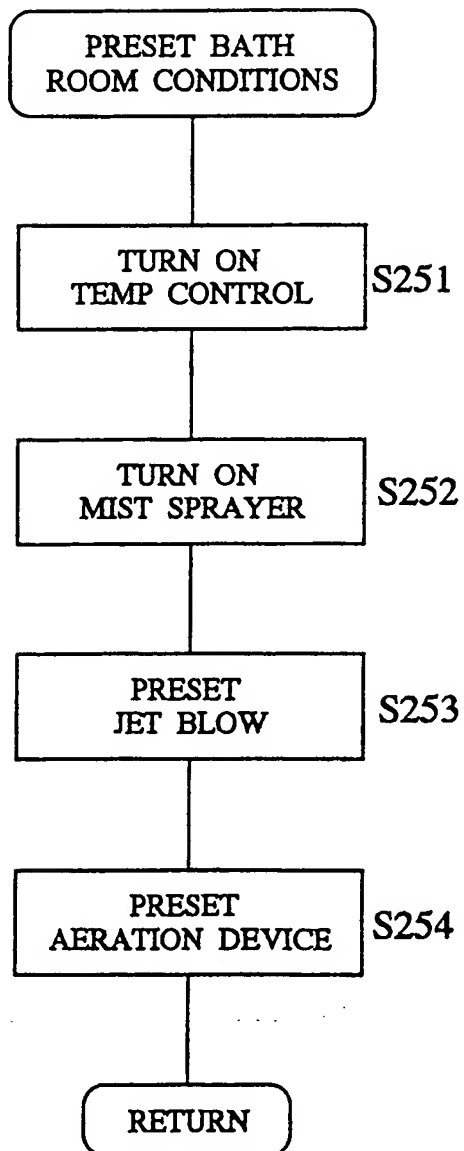 PRESET BATH
ROOM CONDITIONS
TURN ON
TEMP CONTROL
S251
TURN ON
MIST SPRAYER
S252
PRESET
JET BLOW
S253
PRESET
AERATION DEVICE
S254
RETURN